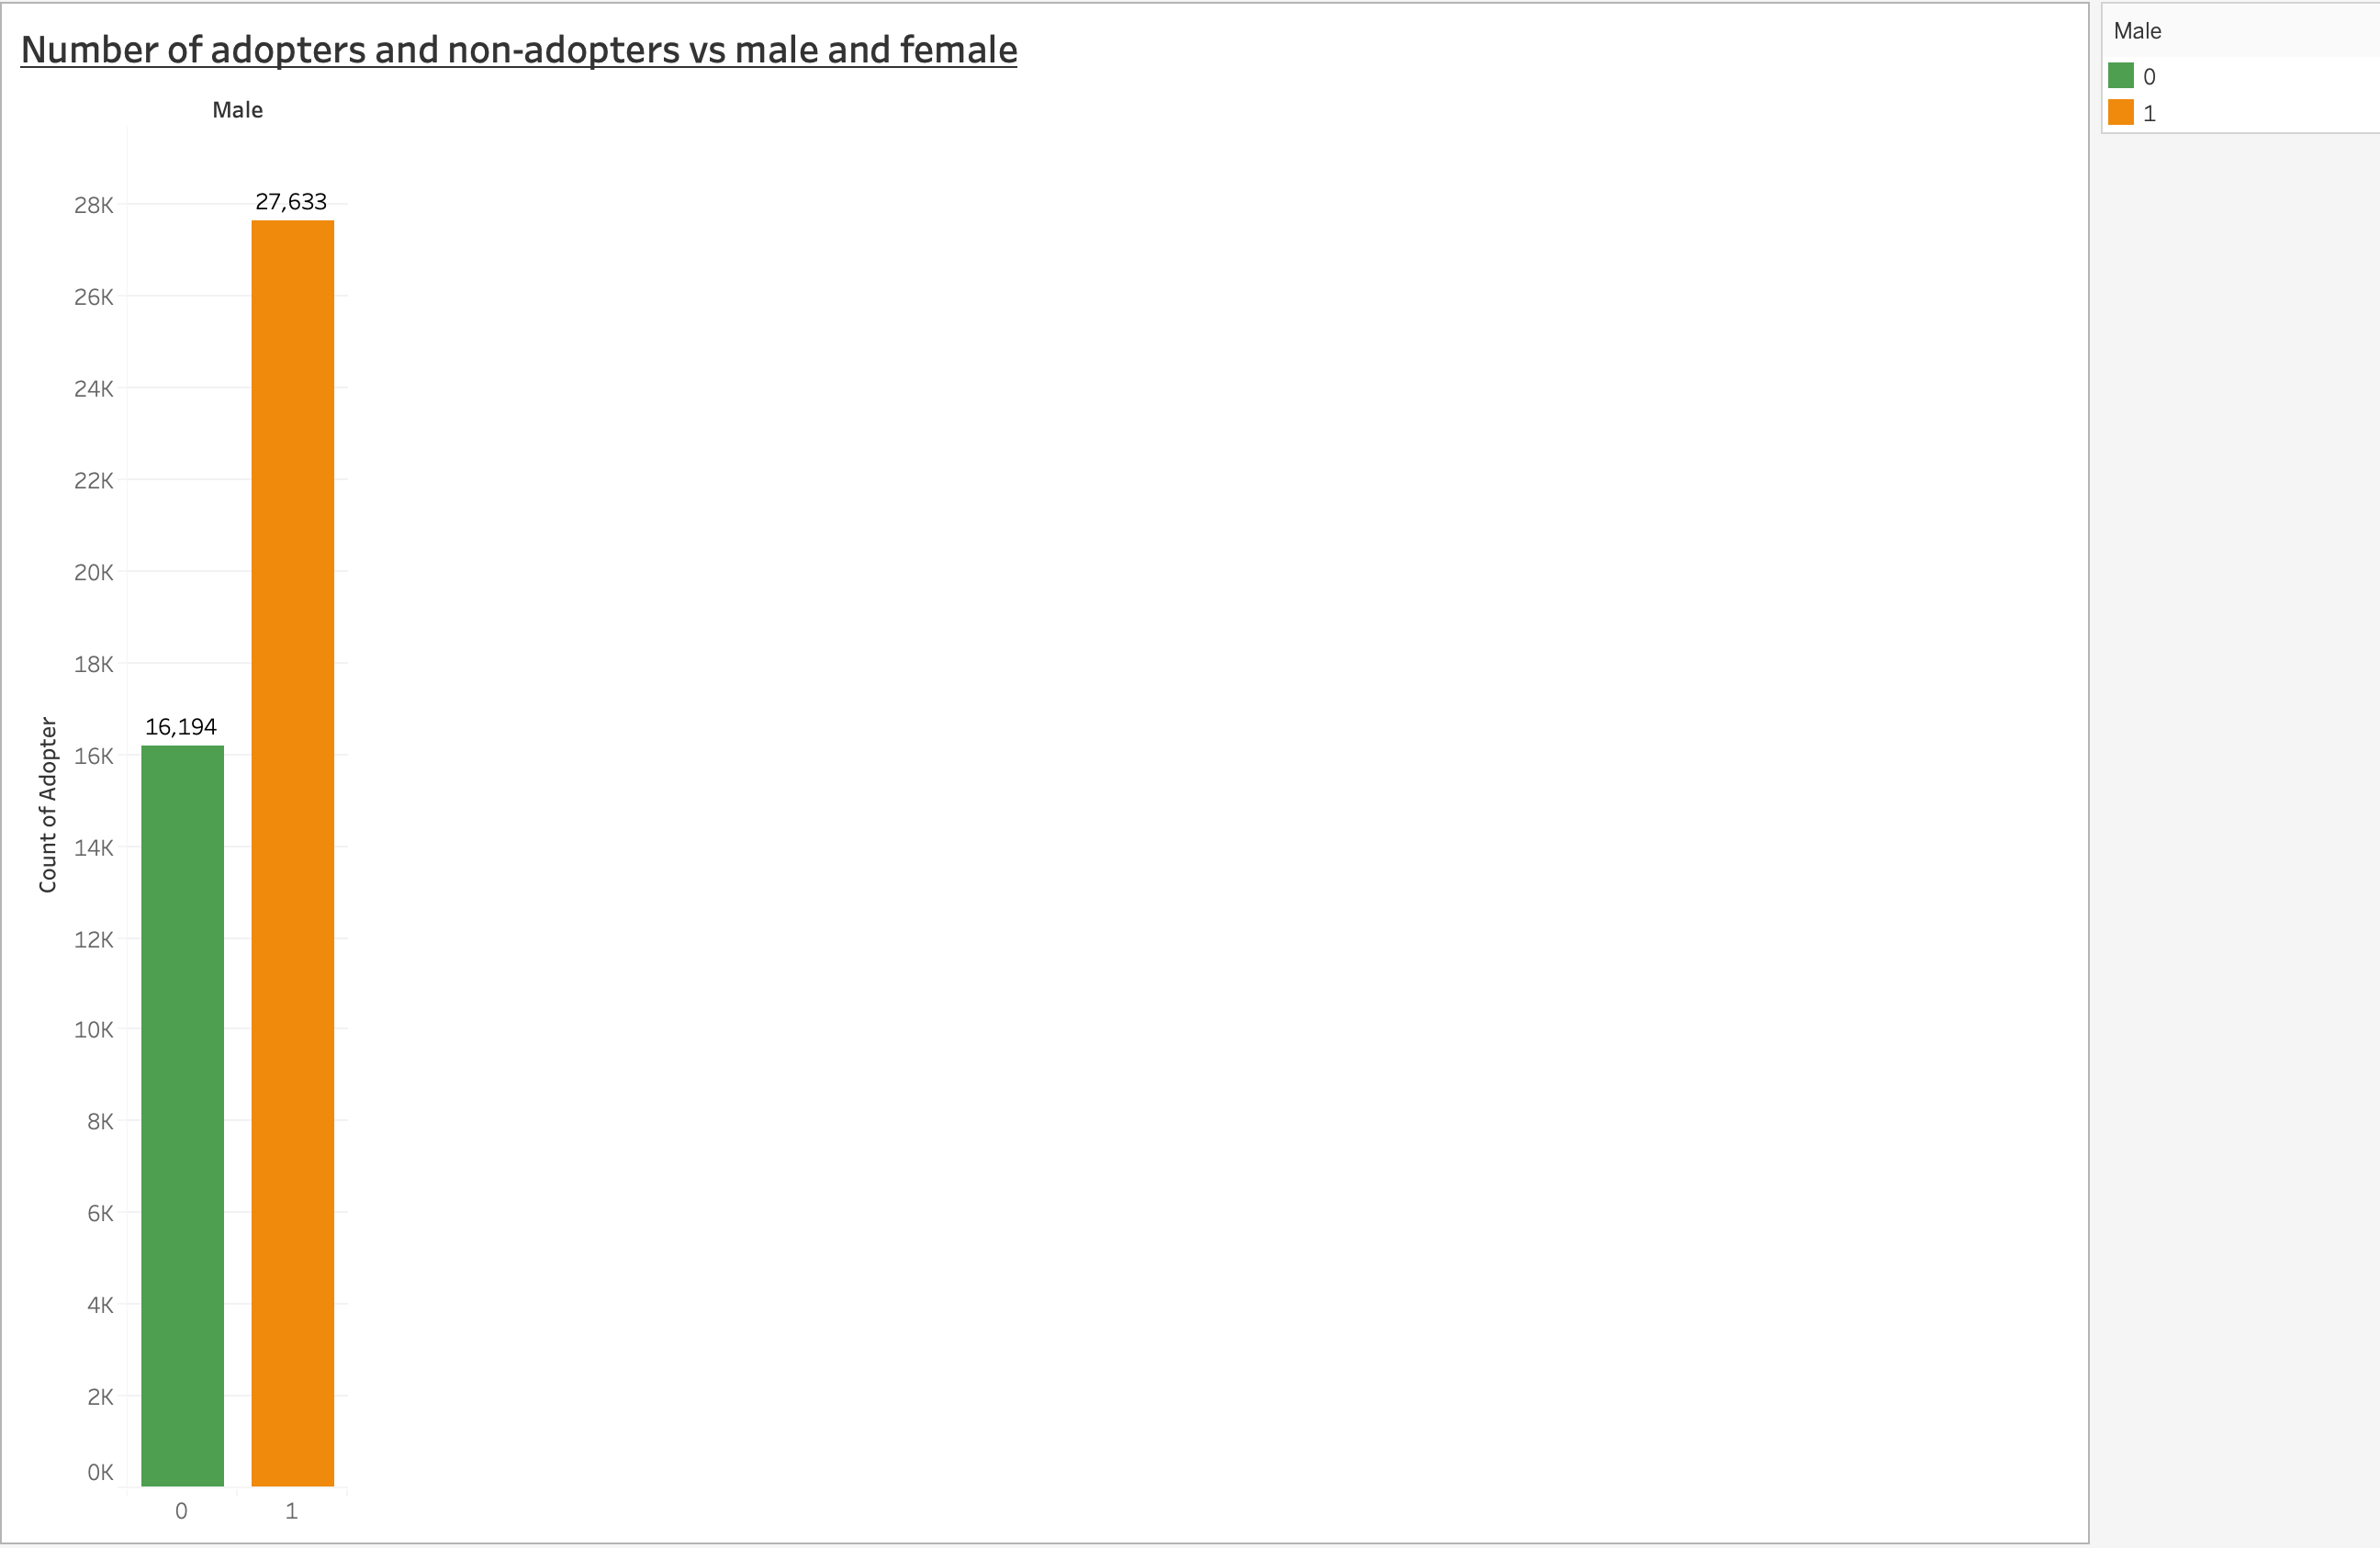 Number of adopters and non-adopters vs male and female
Male
28K
26K
24K
22K
20K
18K
16K
14K
12K
10K
8K
6K
4K
2K
0K
Count of Adopter
27,633
16,194
0
1
Male
0
1